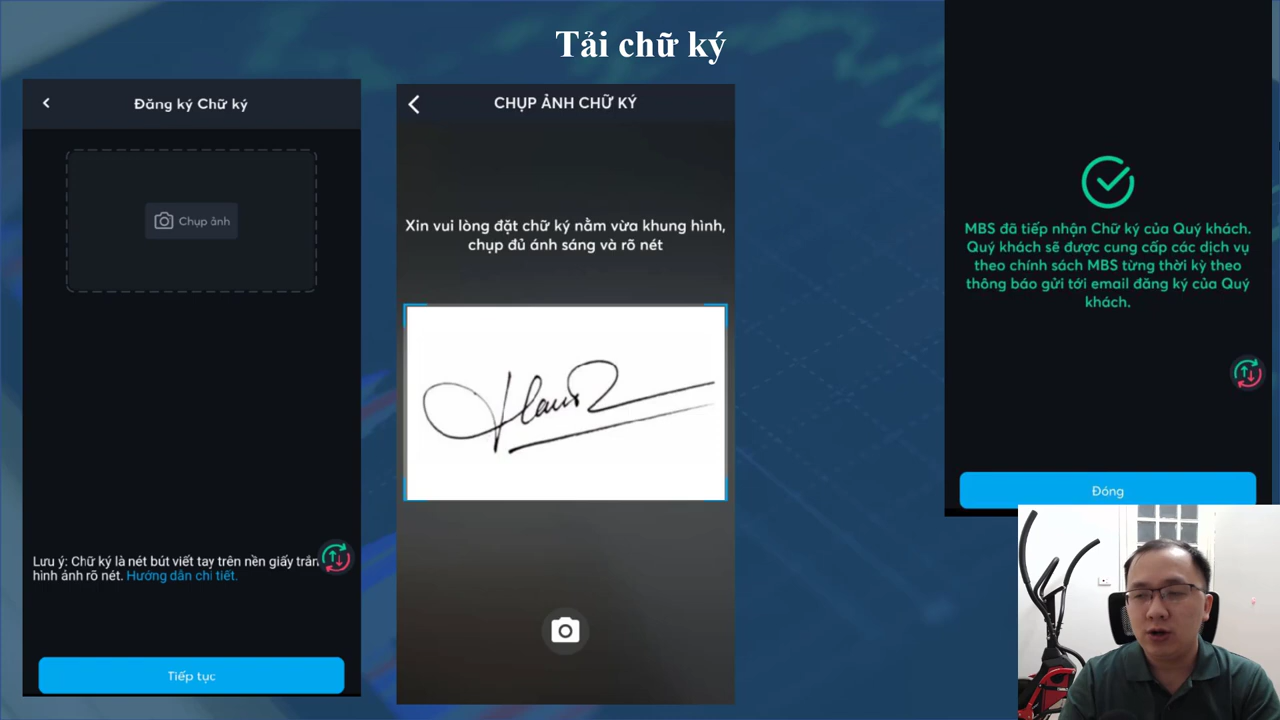 Tải chữ ký
Đăng ký Chữ ký
Chụp ảnh
Lưu ý: Chữ ký là nét bút viết tay trên nền giấy
hình ảnh rõ nét. Hướng dẫn chi tiết.
Tiếp tục
CHỤP ẢNH CHỮ KÝ
Xin vui lòng đặt chữ ký nằm vừa khung hình,
chụp đủ ánh sáng và rõ nét
MBS đã tiếp nhận Chữ ký của Quý khách.
Quý khách sẽ được cung cấp các dịch vụ
theo chính sách MBS từng thời kỳ theo
thông báo gửi tới email đăng ký của Quý
khách.
Đóng